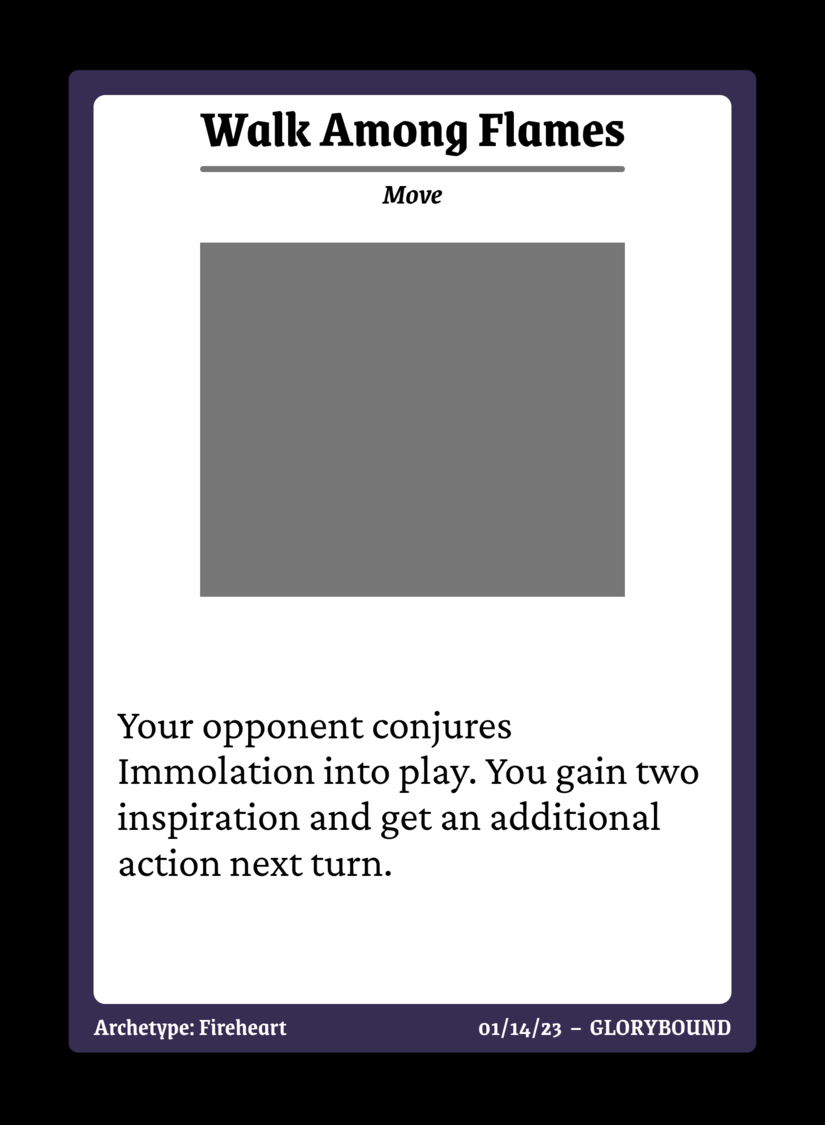 Walk Among Flames
Move
Your opponent conjures
Immolation into play. You gain two
inspiration and get an additional
action next turn.
Archetype: Fireheart
01/14/23 – GLORYBOUND